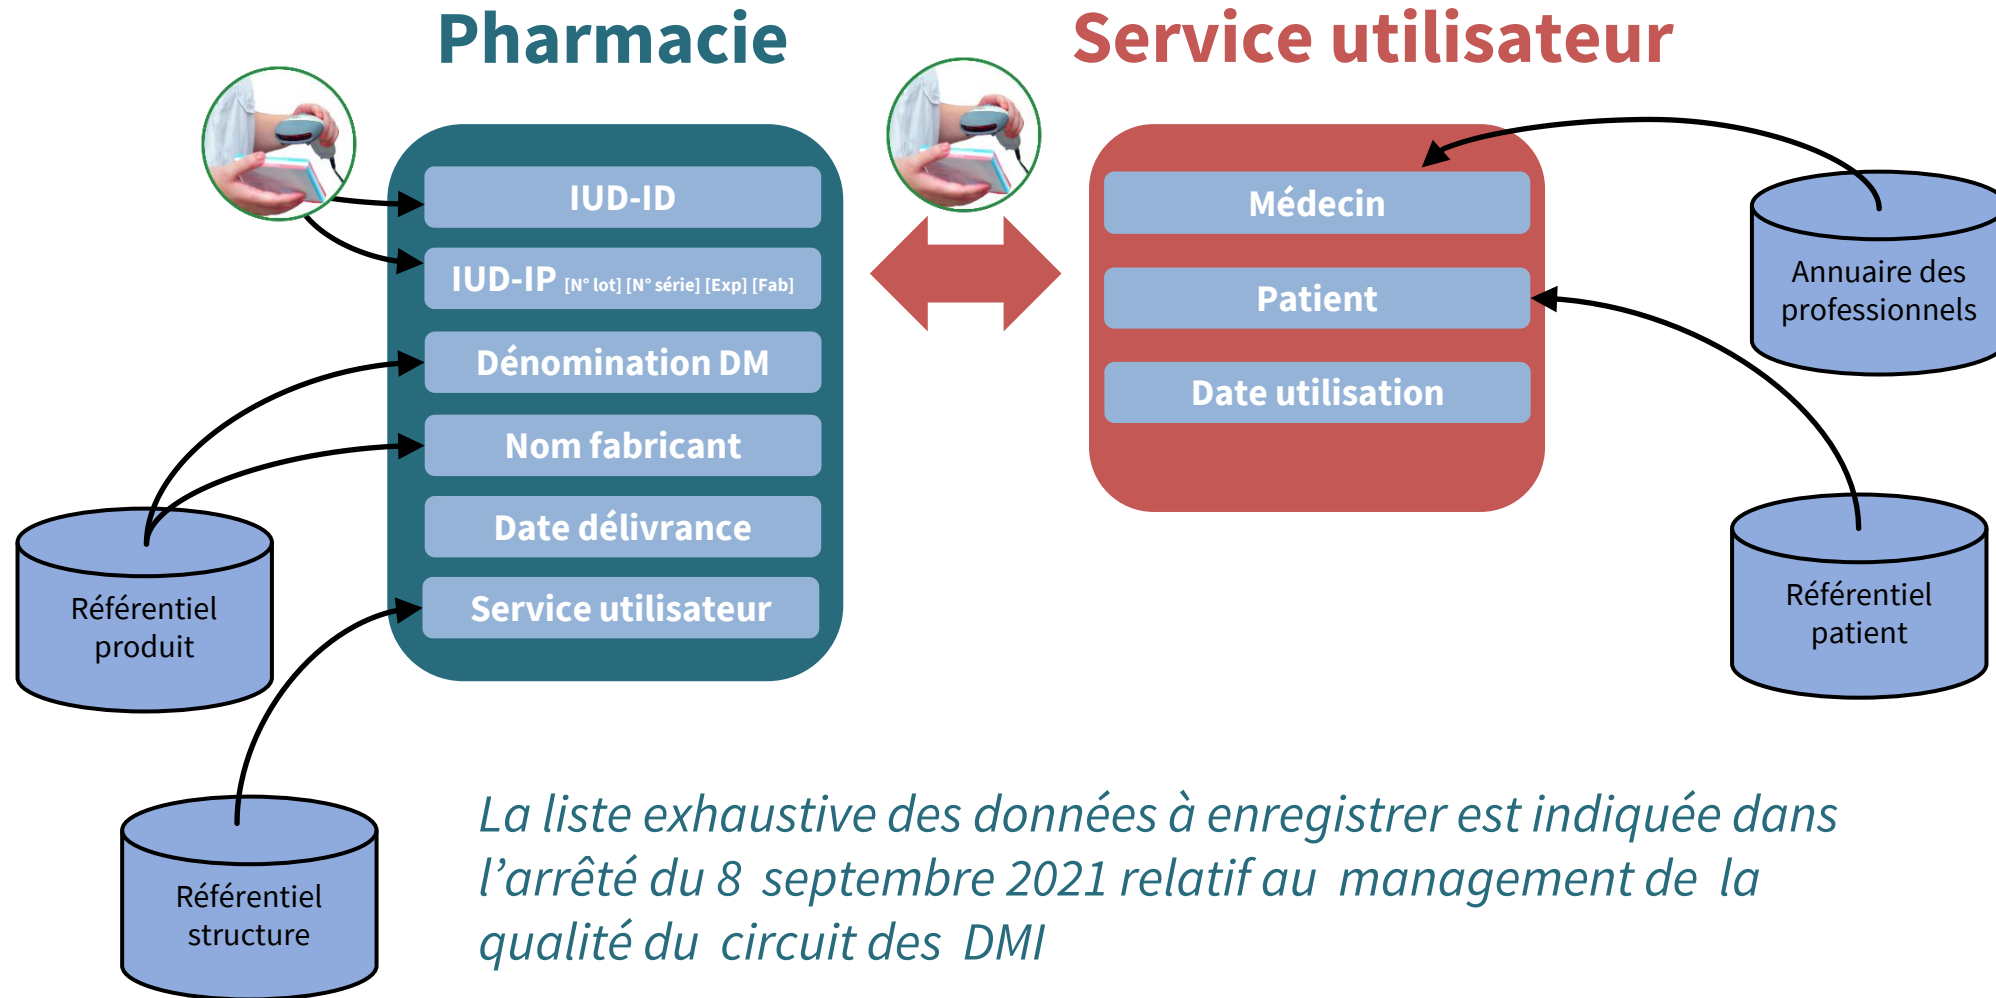 Pharmacie
Service utilisateur
IUD-ID
IUD-IP [N° lot] [N° série] [Exp] [Fab]
Dénomination DM
Nom fabricant
Date délivrance
Service utilisateur
Médecin
Patient
Date utilisation
Annuaire des
professionnels
Référentiel
produit
Référentiel
patient
Référentiel
structure
La liste exhaustive des données à enregistrer est indiquée dans
l’arrêté du 8 septembre 2021 relatif au management de la
qualité du circuit des DMI